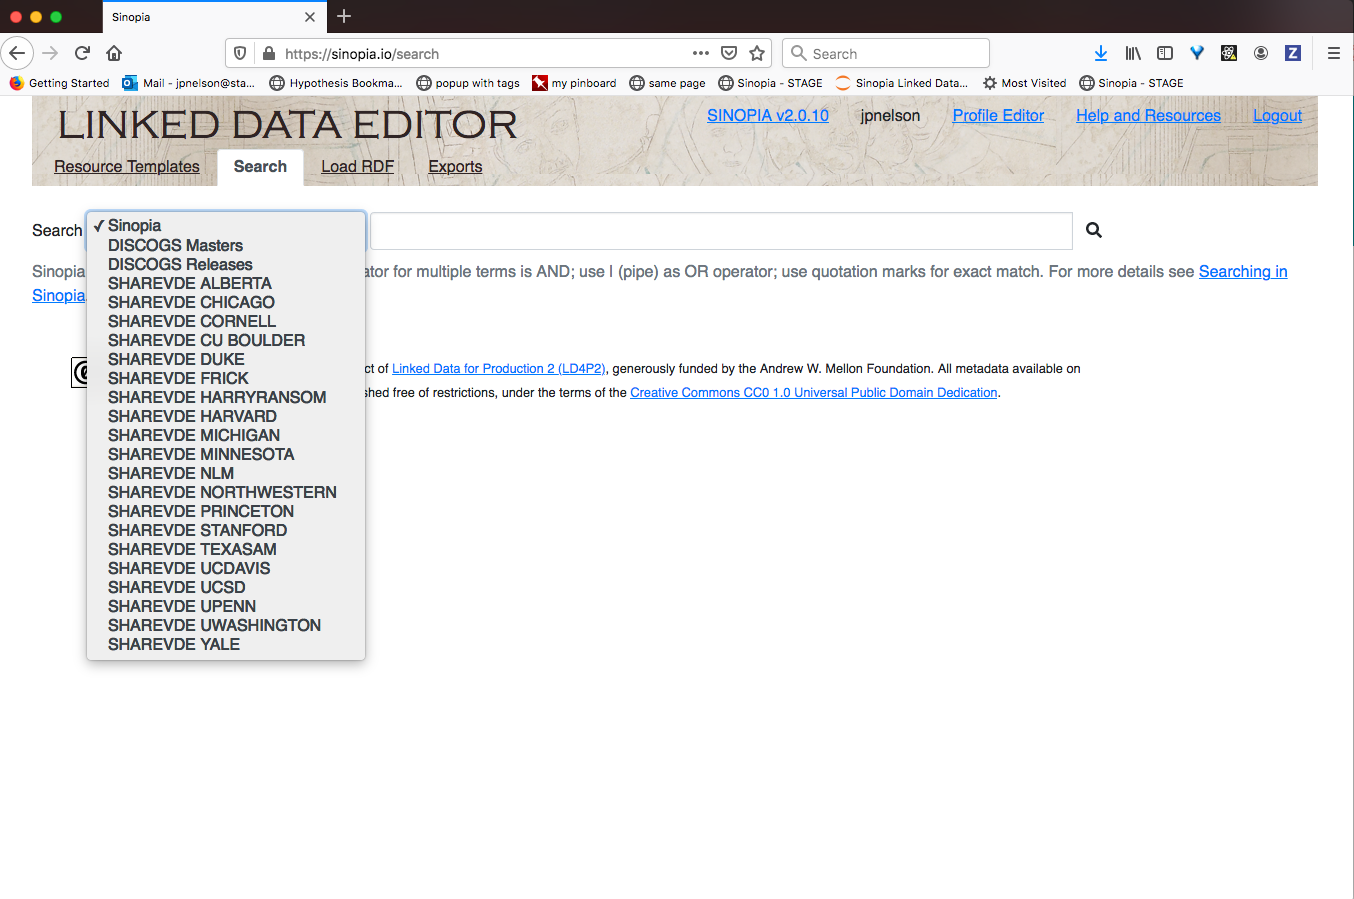 Sinopia
https://sinopia.io/search
Search
Getting Started
Mail - jpnelson@sta...
Hypothesis Bookma...
popup with tags
my pinboard
same page
Sinopia - STAGE
Sinopia Linked Data...
Most Visited
Sinopia - STAGE
LINKED DATA EDITOR
SINOPIA v2.0.10
jpnelson
Profile Editor
Help and Resources
Logout
Resource Templates
Search
Load RDF
Exports
Search
✓ Sinopia
DISCOGS Masters
DISCOGS Releases
SHAREVDE ALBERTA
SHAREVDE CHICAGO
SHAREVDE CORNELL
SHAREVDE CU BOULDER
SHAREVDE DUKE
SHAREVDE FRICK
SHAREVDE HARRYRANSOM
SHAREVDE HARVARD
SHAREVDE MICHIGAN
SHAREVDE MINNESOTA
SHAREVDE NLM
SHAREVDE NORTHWESTERN
SHAREVDE PRINCETON
SHAREVDE STANFORD
SHAREVDE TEXASAM
SHAREVDE UCDAVIS
SHAREVDE UCSD
SHAREVDE UPENN
SHAREVDE UWASHINGTON
SHAREVDE YALE
Sinopia ator for multiple terms is AND; use | (pipe) as OR operator; use quotation marks for exact match. For more details see Searching in
Sinopia.
ct of Linked Data for Production 2 (LD4P2), generously funded by the Andrew W. Mellon Foundation. All metadata available on
shed free of restrictions, under the terms of the Creative Commons CC0 1.0 Universal Public Domain Dedication.